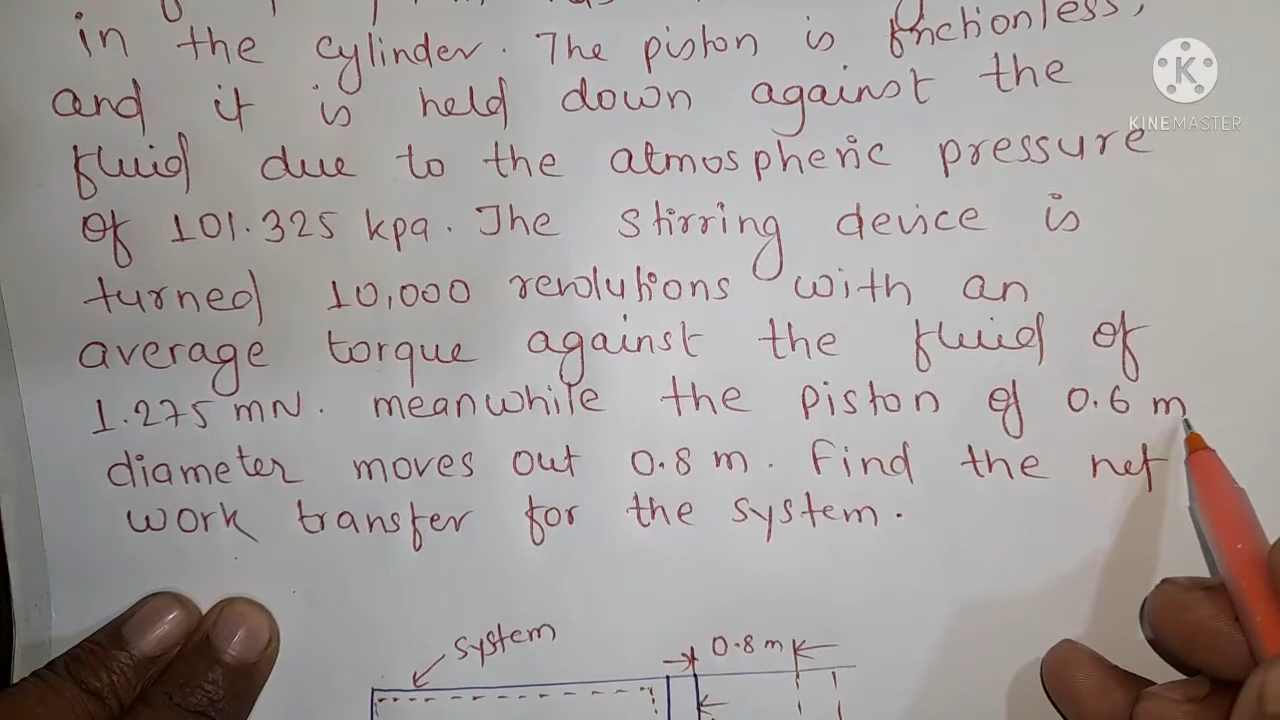 in the cylinder. The piston is frictionless,
and it is held down against the
fluid due to the atmospheric pressure
of 101.325 kpa. The stirring device is
turned 10,000 revolutions with an
average torque against the fluid of
1.275 mN. meanwhile the piston of 0.6 m
diameter moves out 0.8 m. Find the net
work transfer for the system.
system
0.8 m
K
KINEMASTER